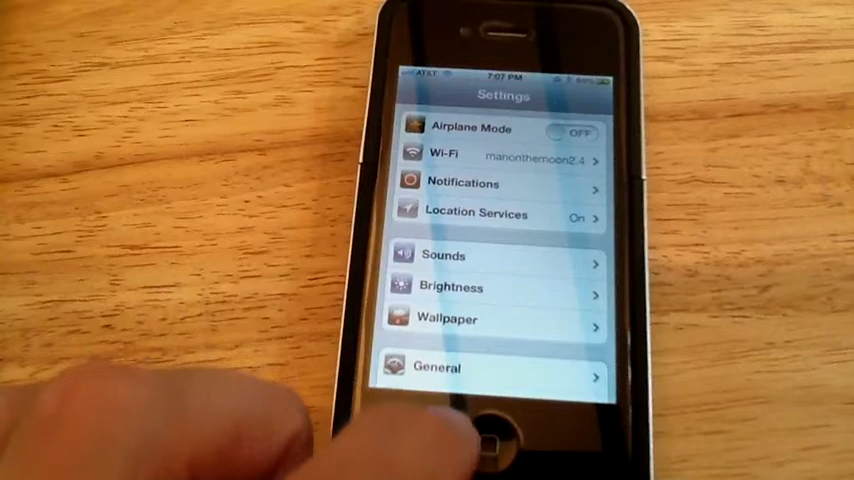 AT&T 7:07 PM
Settings
Airplane Mode OFF
Wi-Fi manonthemoon2.4
Notifications
Location Services On
Sounds
Brightness
Wallpaper
General